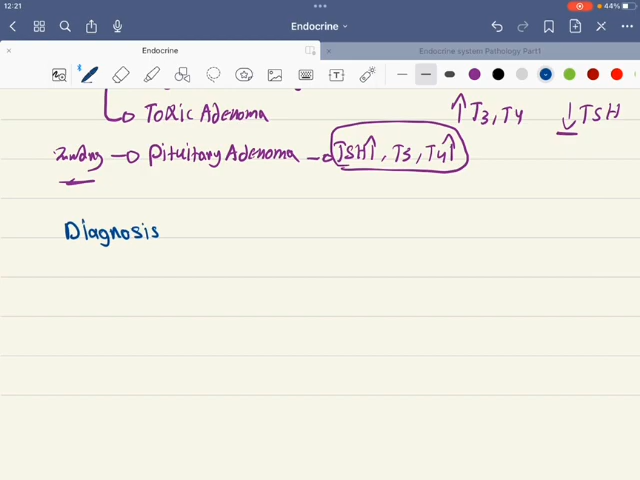 12:21
44%
Endocrine
Endocrine
Endocrine system Pathology Part1
Toxic Adenoma ↑T3, T4 ↓TSH
Pituitary Adenoma TSH↑, T3, T4↑
Diagnosis